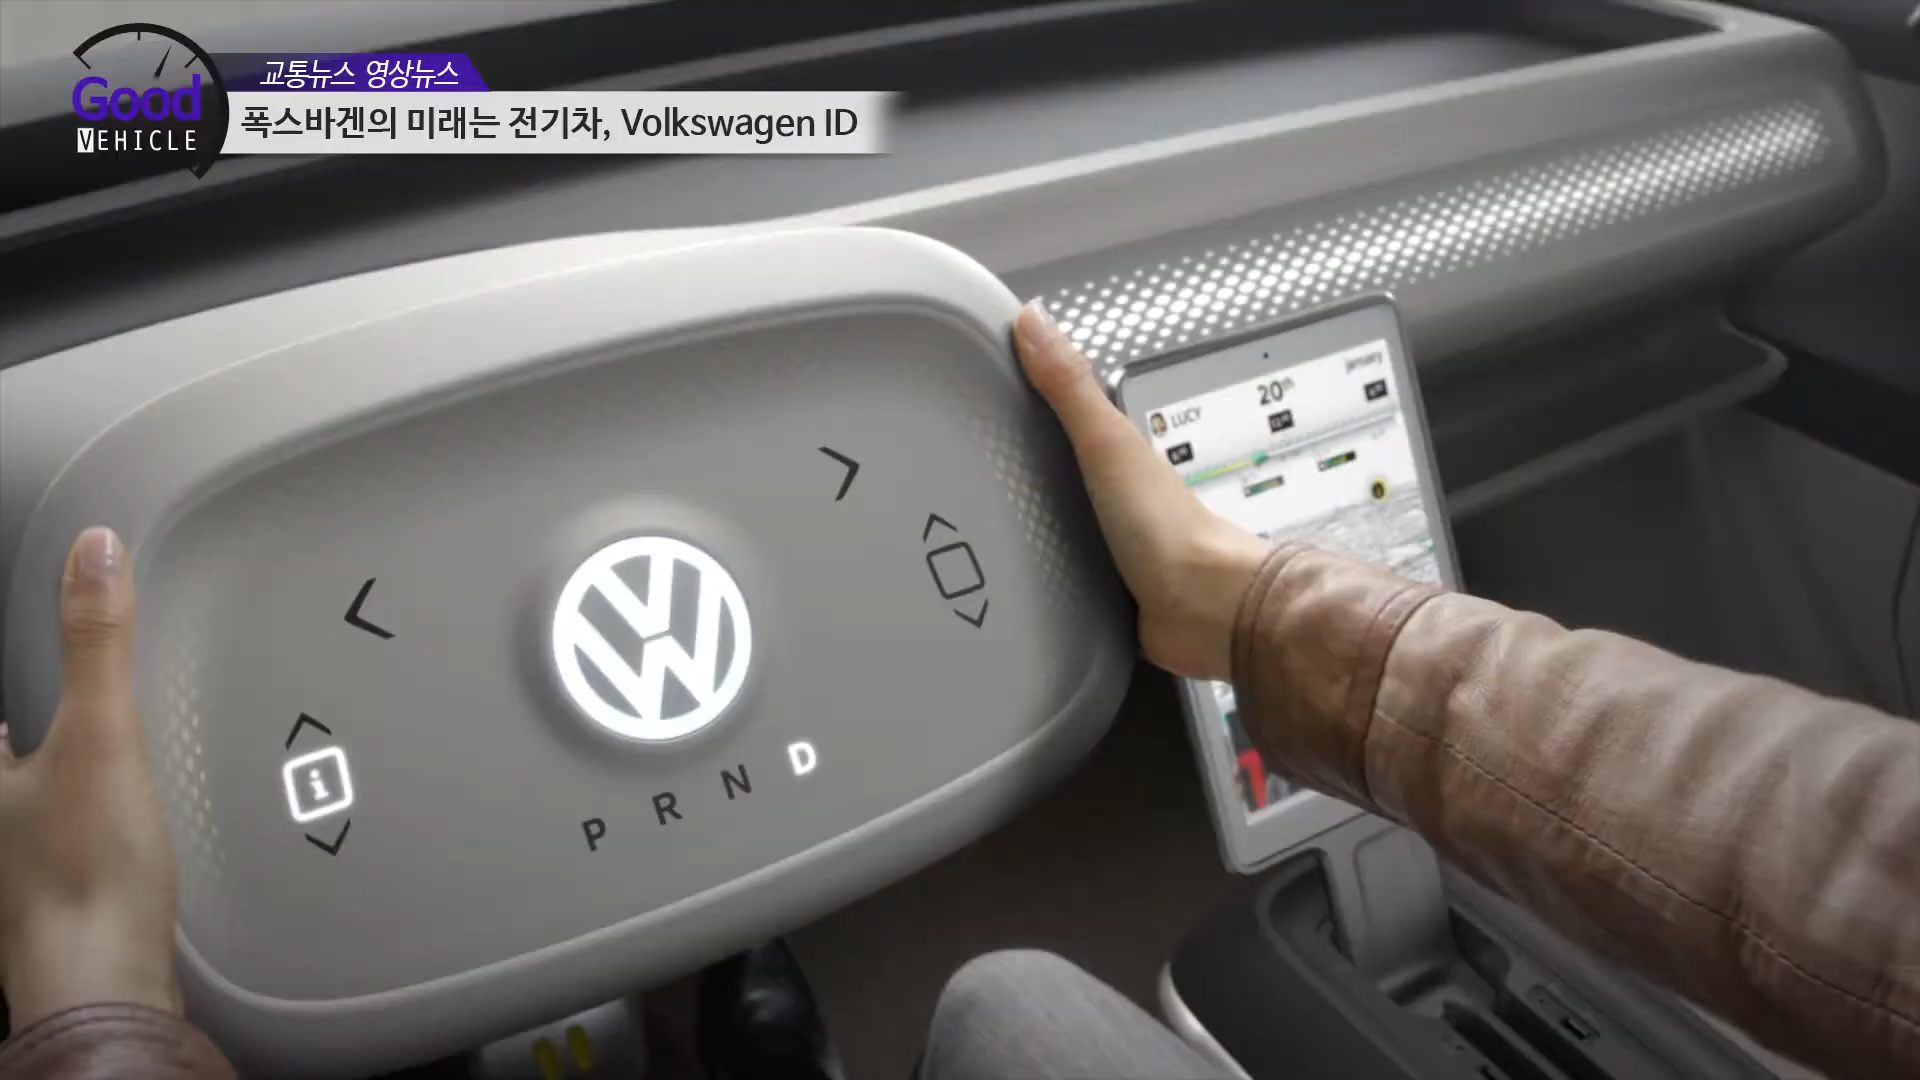 교통뉴스 영상뉴스
Good
VEHICLE
폭스바겐의 미래는 전기차, Volkswagen ID
20th
January
LUCY
i
P R N D